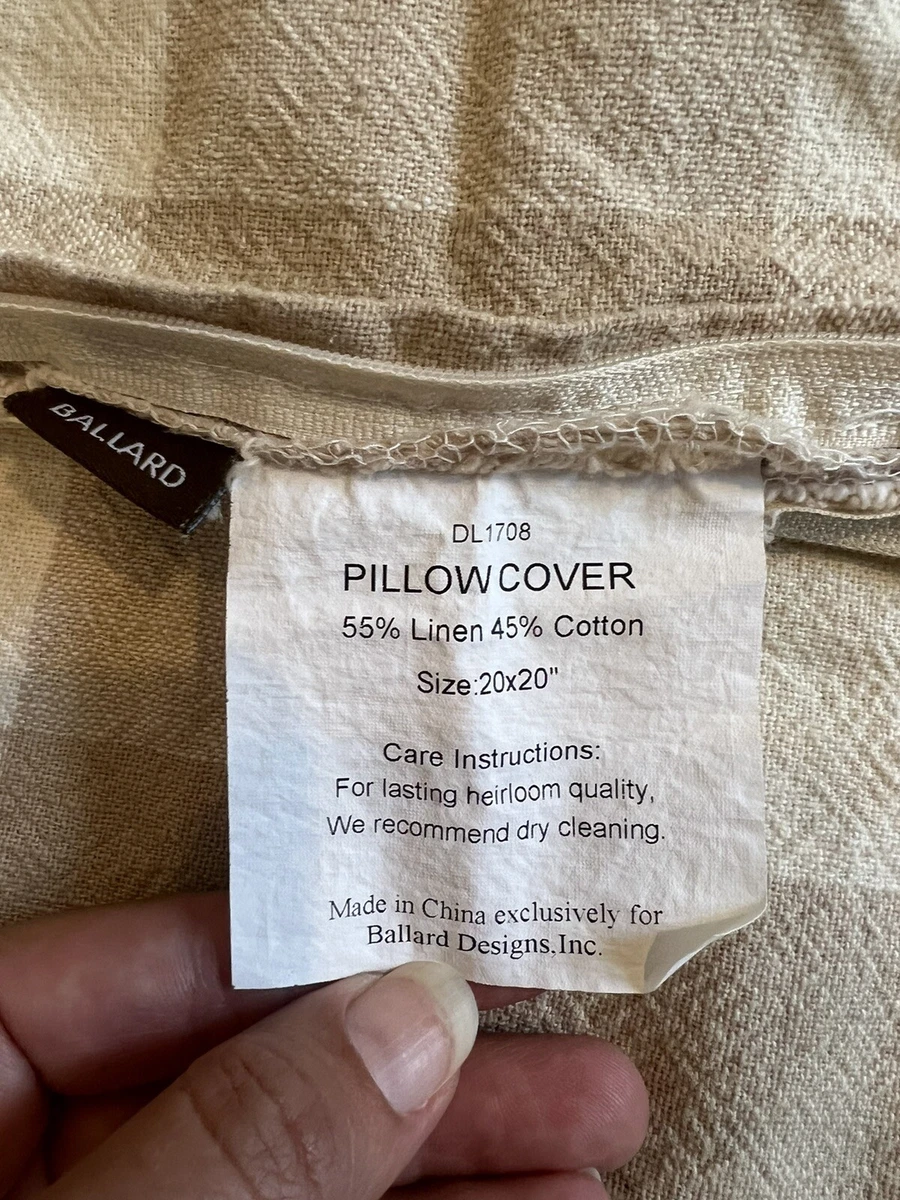 BALLARD
DL1708
PILLOWCOVER
55% Linen 45% Cotton
Size:20x20"
Care Instructions:
For lasting heirloom quality,
We recommend dry cleaning.
Made in China exclusively for
Ballard Designs,Inc.